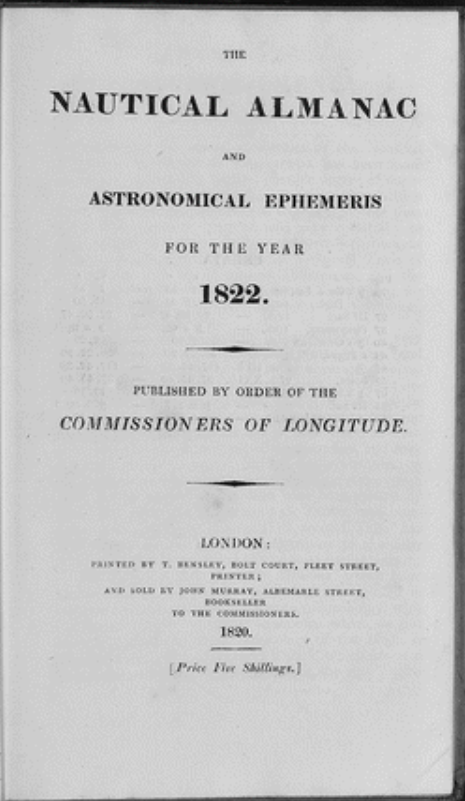 THE
NAUTICAL ALMANAC
AND
ASTRONOMICAL EPHEMERIS
FOR THE YEAR
1822.
PUBLISHED BY ORDER OF THE
COMMISSIONERS OF LONGITUDE.
LONDON:
PRINTED BY T. BENSLEY, BOLT COURT, FLEET STREET,
PRINTER;
AND SOLD BY JOHN MURRAY, ALBEMARLE STREET,
BOOKSELLER
TO THE COMMISSIONERS.
1820.
[Price Five Shillings.]